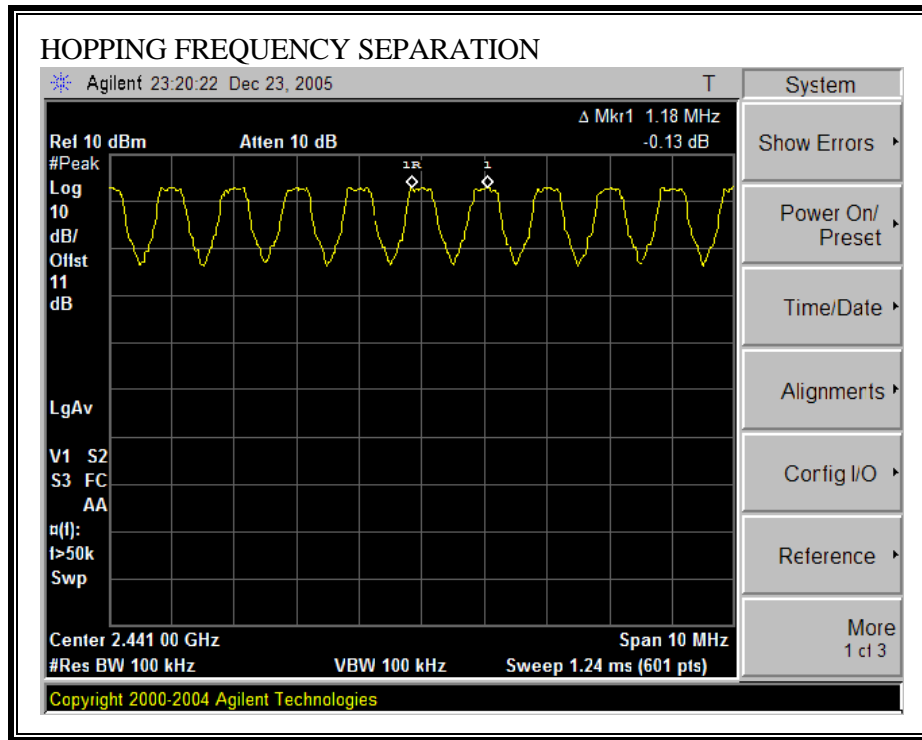 HOPPING FREQUENCY SEPARATION
Agilent 23:20:22 Dec 23, 2005 T
Δ Mkr1 1.18 MHz
Ref 10 dBm Atten 10 dB -0.13 dB
#Peak
Log
10
dB/
Offst
11
dB
1R 1
LgAv
V1 S2
S3 FC
AA
¤(f):
f>50k
Swp
Center 2.441 00 GHz Span 10 MHz
#Res BW 100 kHz VBW 100 kHz Sweep 1.24 ms (601 pts)
Copyright 2000-2004 Agilent Technologies
System
Show Errors
Power On/
Preset
Time/Date
Alignments
Config I/O
Reference
More
1 of 3